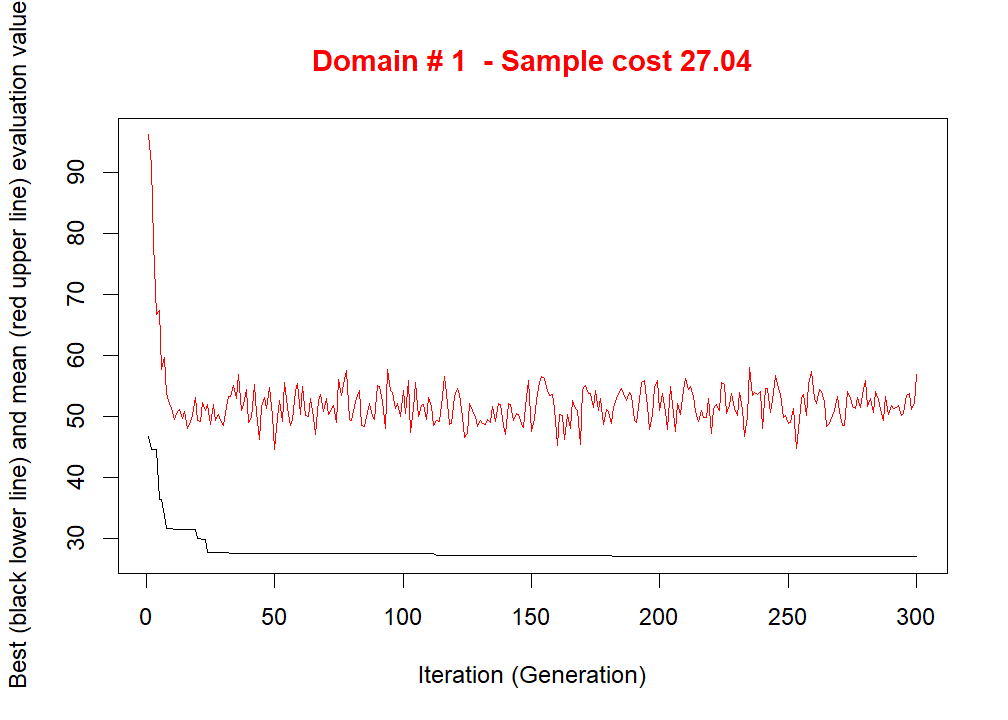 Domain # 1  - Sample cost 27.04
Best (black lower line) and mean (red upper line) evaluation value
90
80
70
60
50
40
30
0 50 100 150 200 250 300
Iteration (Generation)